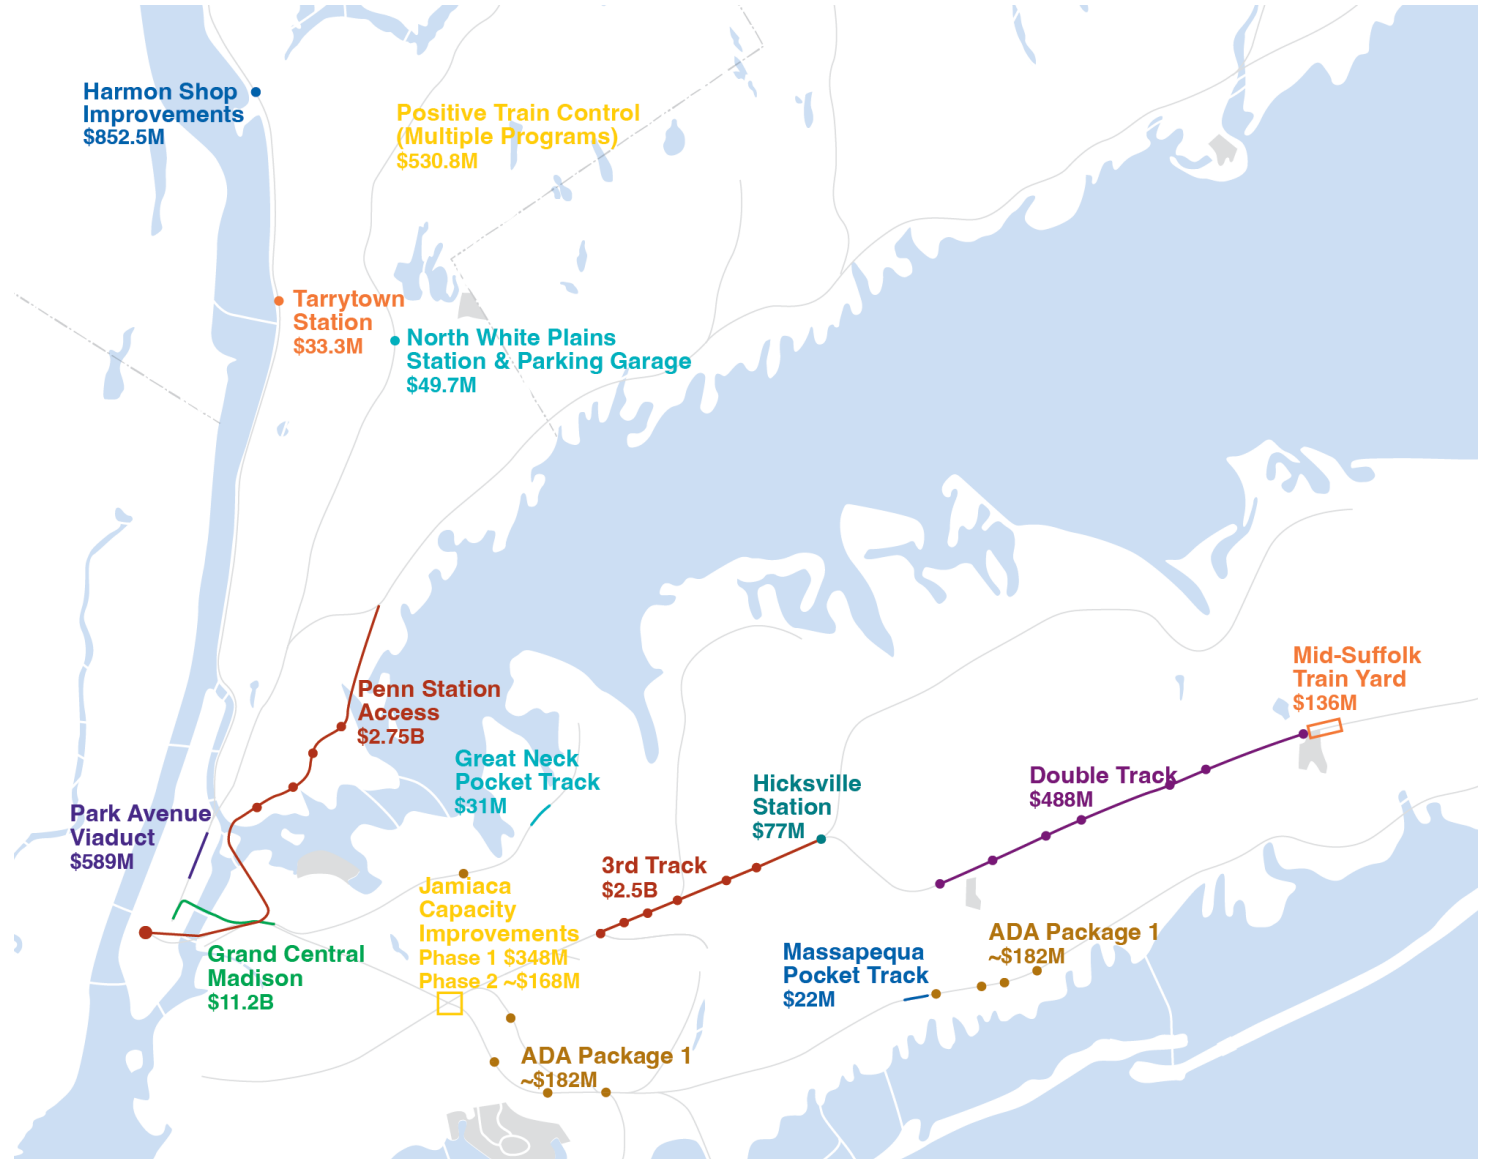 Harmon Shop
Improvements
$852.5M
Positive Train Control
(Multiple Programs)
$530.8M
Tarrytown
Station
$33.3M
North White Plains
Station & Parking Garage
$49.7M
Penn Station
Access
$2.75B
Mid-Suffolk
Train Yard
$136M
Great Neck
Pocket Track
$31M
Hicksville
Station
$77M
Double Track
$488M
Park Avenue
Viaduct
$589M
3rd Track
$2.5B
Jamiaca
Capacity
Improvements
Phase 1 $348M
Phase 2 ~$168M
Grand Central
Madison
$11.2B
Massapequa
Pocket Track
$22M
ADA Package 1
~$182M
ADA Package 1
~$182M